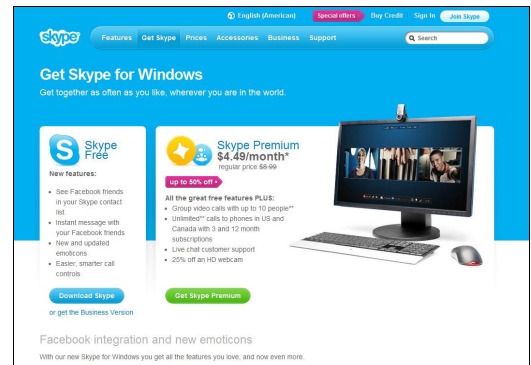 English (American) Special offers Buy Credit Sign In Join Skype
skype Features Get Skype Prices Accessories Business Support Search
Get Skype for Windows
Get together as often as you like, wherever you are in the world.
Skype
Free
New features:
See Facebook friends
in your Skype contact
list
Instant message with
your Facebook friends
New and updated
emoticons
Easier, smarter call
controls
Download Skype
or get the Business Version
Skype Premium
$4.49/month*
regular price $8.99
up to 50% off
All the great free features PLUS:
Group video calls with up to 10 people**
Unlimited** calls to phones in US and
Canada with 3 and 12 month
subscriptions
Live chat customer support
25% off an HD webcam
Get Skype Premium
Facebook integration and new emoticons
With our new Skype for Windows you get all the features you love, and now even more.